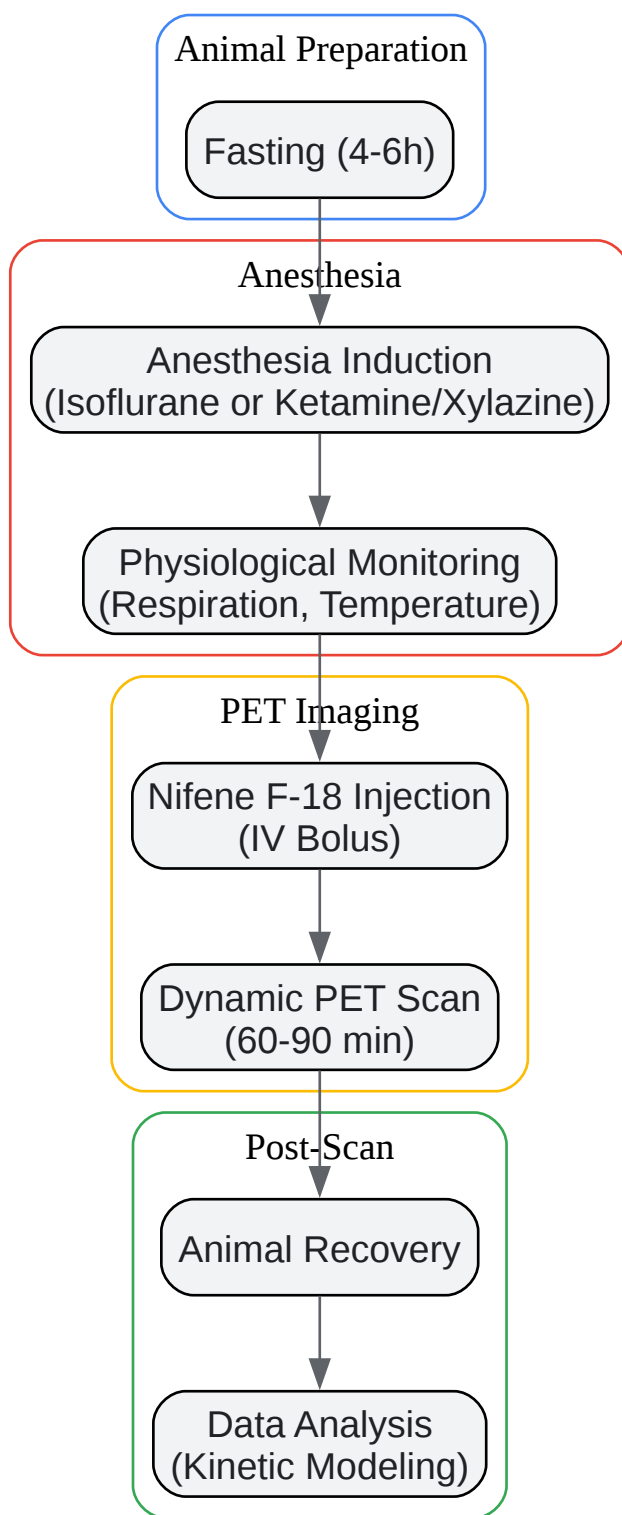 Animal Preparation
Fasting (4-6h)
Anesthesia
Anesthesia Induction
(Isoflurane or Ketamine/Xylazine)
Physiological Monitoring
(Respiration, Temperature)
PET Imaging
Nifene F-18 Injection
(IV Bolus)
Dynamic PET Scan
(60-90 min)
Post-Scan
Animal Recovery
Data Analysis
(Kinetic Modeling)